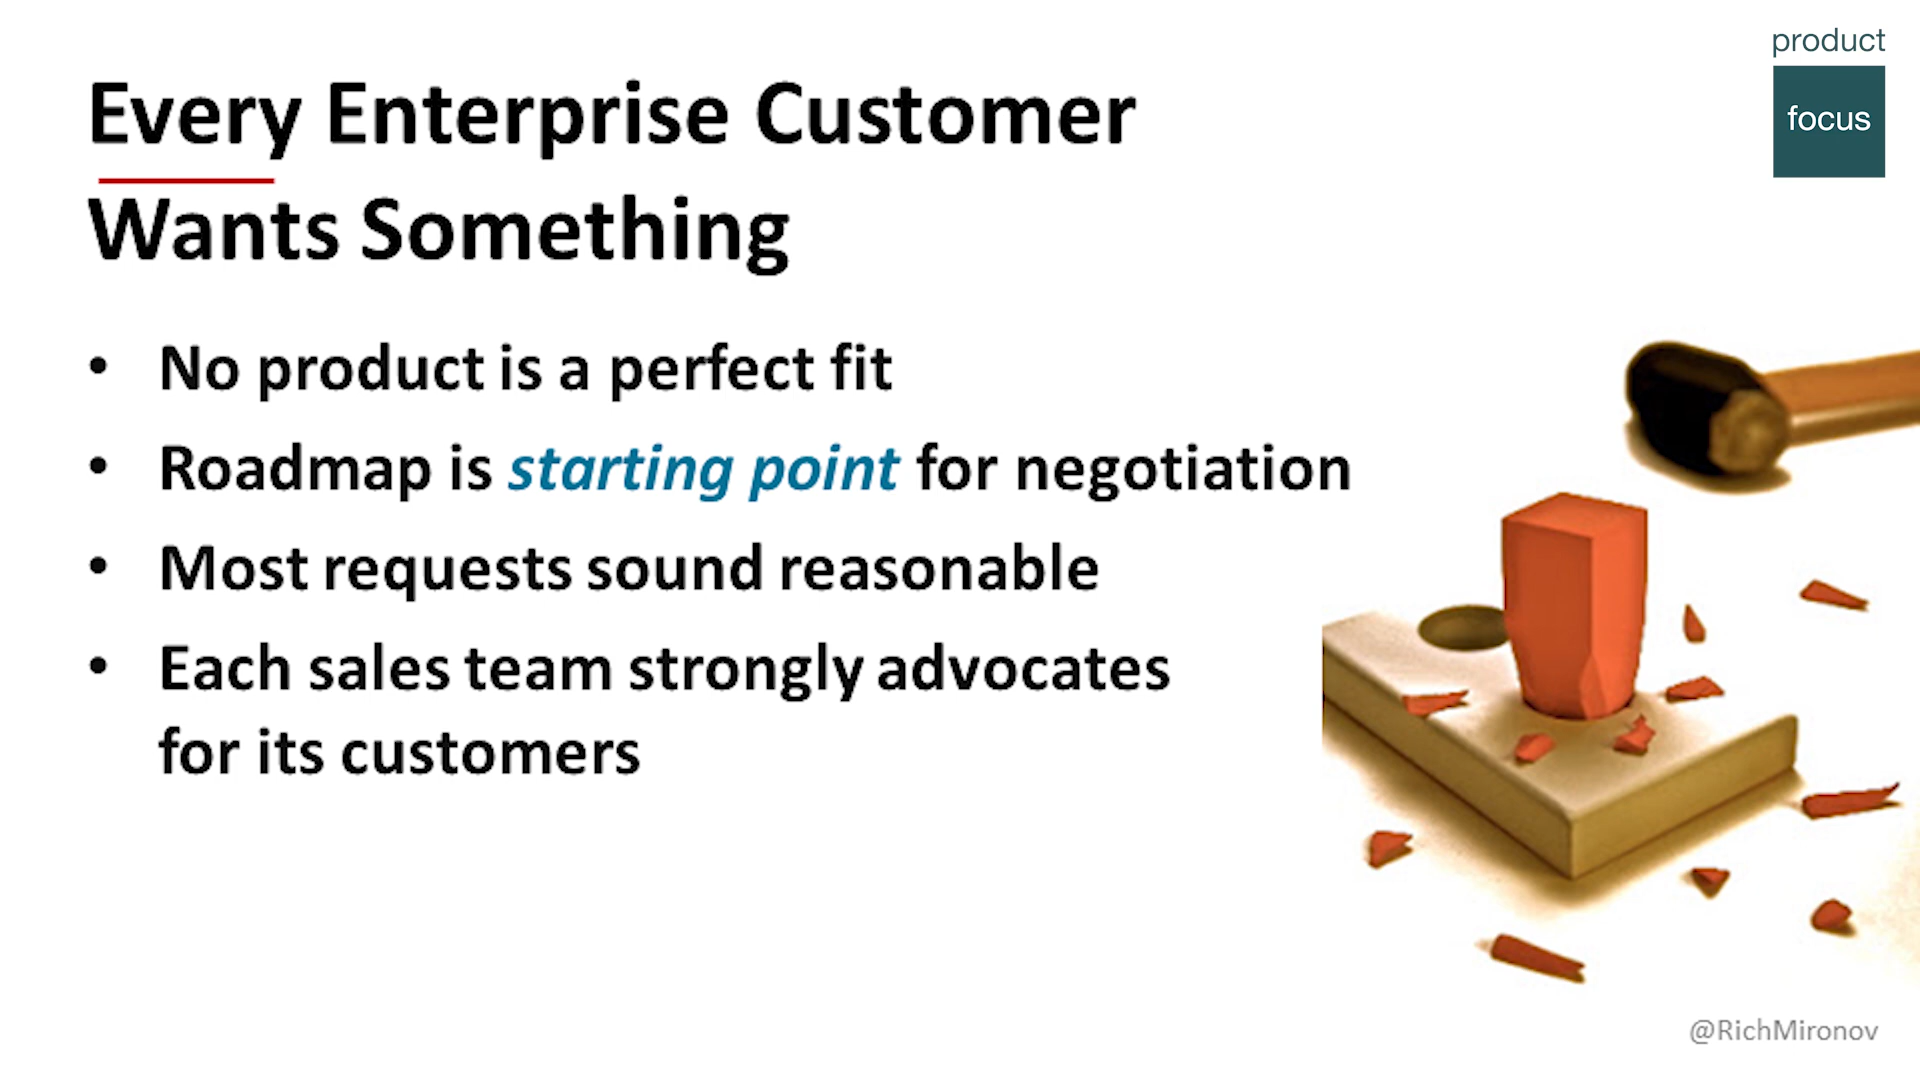 product
focus
Every Enterprise Customer
Wants Something
• No product is a perfect fit
• Roadmap is starting point for negotiation
• Most requests sound reasonable
• Each sales team strongly advocates
for its customers
@RichMironov